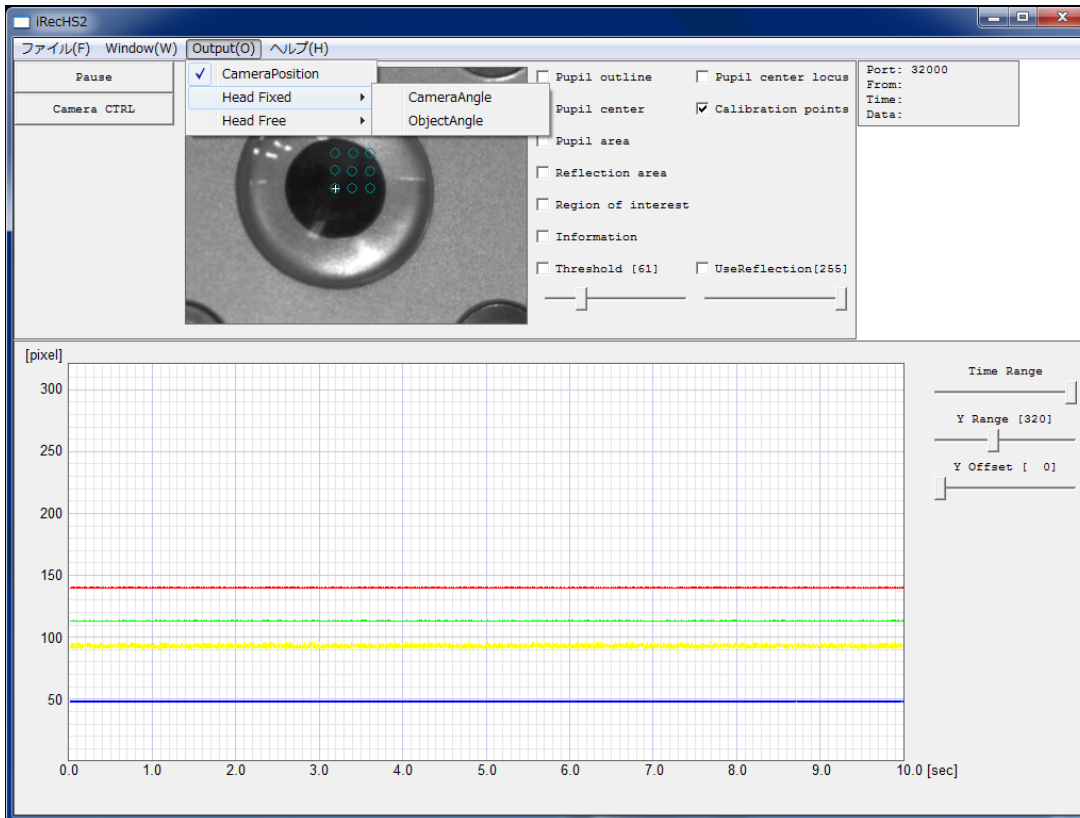 iRecHS2
ファイル(F) Window(W) Output(O) ヘルプ(H)
Pause
Camera CTRL
CameraPosition
Head Fixed
Head Free
CameraAngle
ObjectAngle
Pupil outline
Pupil center locus
Pupil center
Calibration points
Pupil area
Reflection area
Region of interest
Information
Threshold [61]
UseReflection[255]
Port: 32000
From:
Time:
Data:
[pixel]
300
250
200
150
100
50
0.0 1.0 2.0 3.0 4.0 5.0 6.0 7.0 8.0 9.0 10.0 [sec]
Time Range
Y Range [320]
Y Offset [ 0]